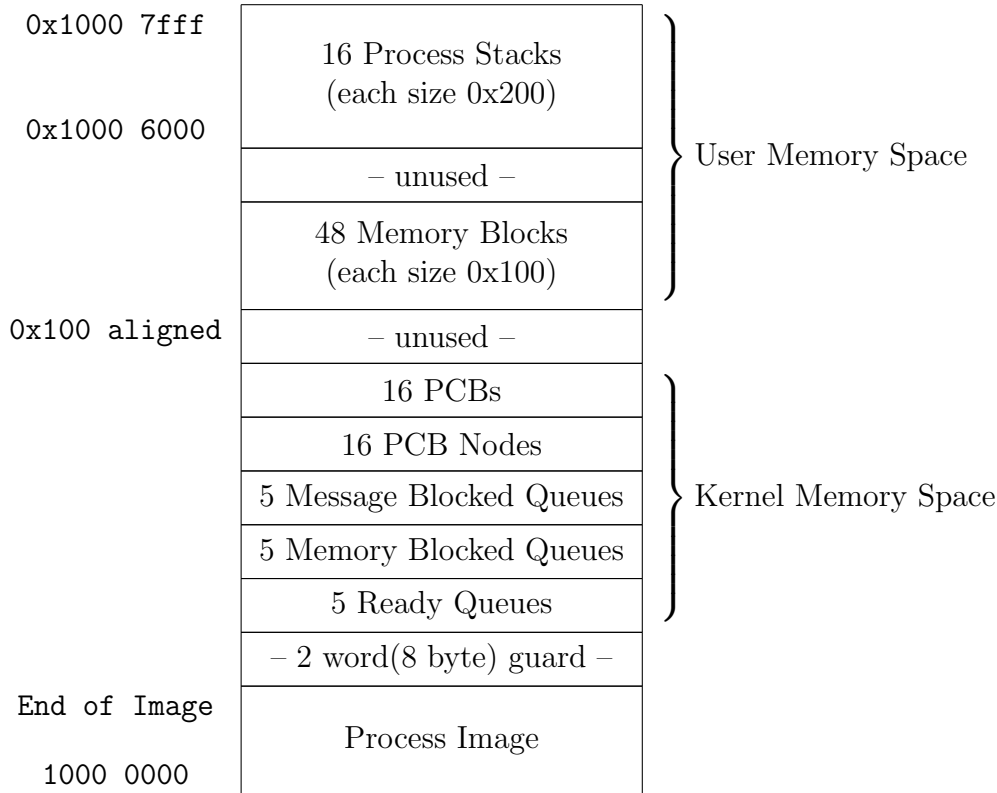 0x1000 7fff
16 Process Stacks
(each size 0x200)
0x1000 6000
User Memory Space
– unused –
48 Memory Blocks
(each size 0x100)
0x100 aligned
– unused –
16 PCBs
16 PCB Nodes
5 Message Blocked Queues
Kernel Memory Space
5 Memory Blocked Queues
5 Ready Queues
– 2 word(8 byte) guard –
End of Image
Process Image
1000 0000